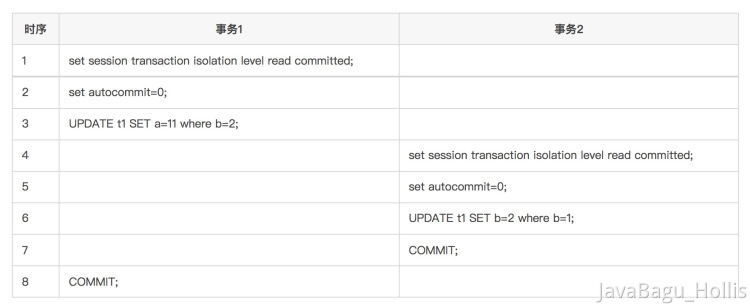 时序 事务1 事务2
1 set session transaction isolation level read committed;
2 set autocommit=0;
3 UPDATE t1 SET a=11 where b=2;
4 set session transaction isolation level read committed;
5 set autocommit=0;
6 UPDATE t1 SET b=2 where b=1;
7 COMMIT;
8 COMMIT;
JavaBagu_Hollis